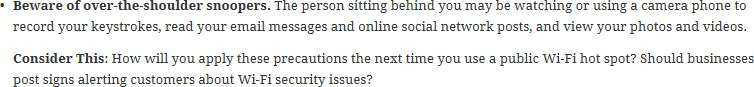 • Beware of over-the-shoulder snoopers. The person sitting behind you may be watching or using a camera phone to
record your keystrokes, read your email messages and online social network posts, and view your photos and videos.
Consider This: How will you apply these precautions the next time you use a public Wi-Fi hot spot? Should businesses
post signs alerting customers about Wi-Fi security issues?